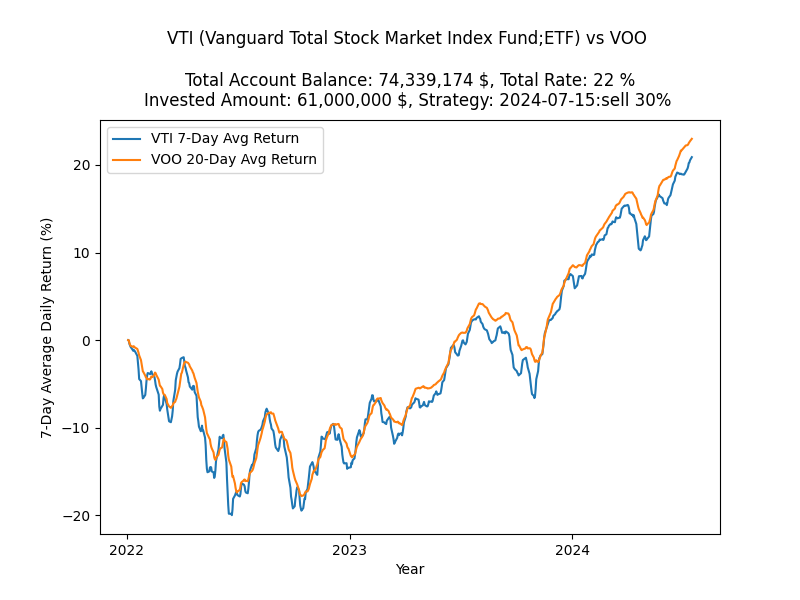 VTI (Vanguard Total Stock Market Index Fund;ETF) vs VOO
Total Account Balance: 74,339,174 $, Total Rate: 22 %
Invested Amount: 61,000,000 $, Strategy: 2024-07-15:sell 30%
VTI 7-Day Avg Return
VOO 20-Day Avg Return
7-Day Average Daily Return (%)
20
10
0
−10
−20
2022
2023
2024
Year